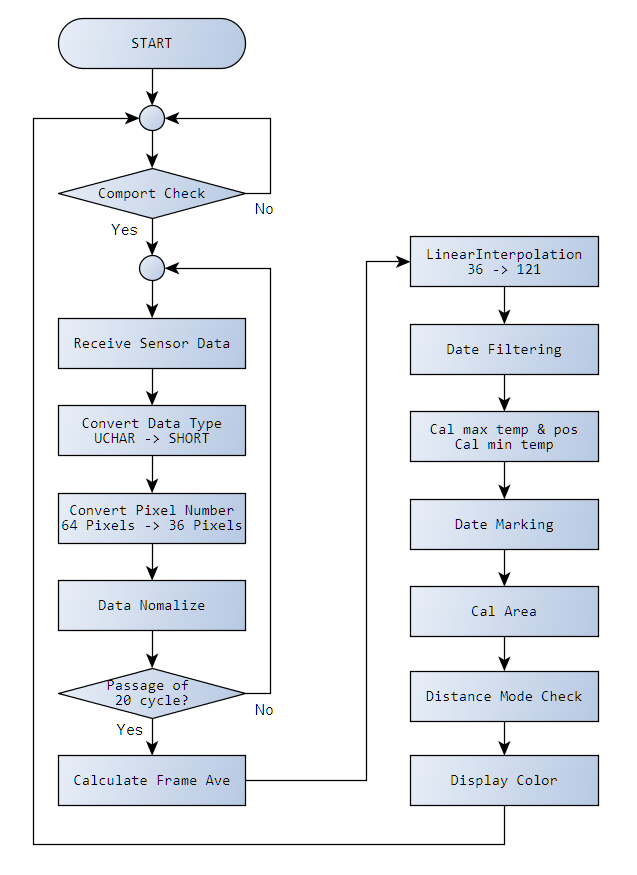 START
Comport Check
No
Yes
Receive Sensor Data
Convert Data Type
UCHAR -> SHORT
Convert Pixel Number
64 Pixels -> 36 Pixels
Data Nomalize
Passage of
20 cycle?
No
Yes
Calculate Frame Ave
LinearInterpolation
36 -> 121
Date Filtering
Cal max temp & pos
Cal min temp
Date Marking
Cal Area
Distance Mode Check
Display Color